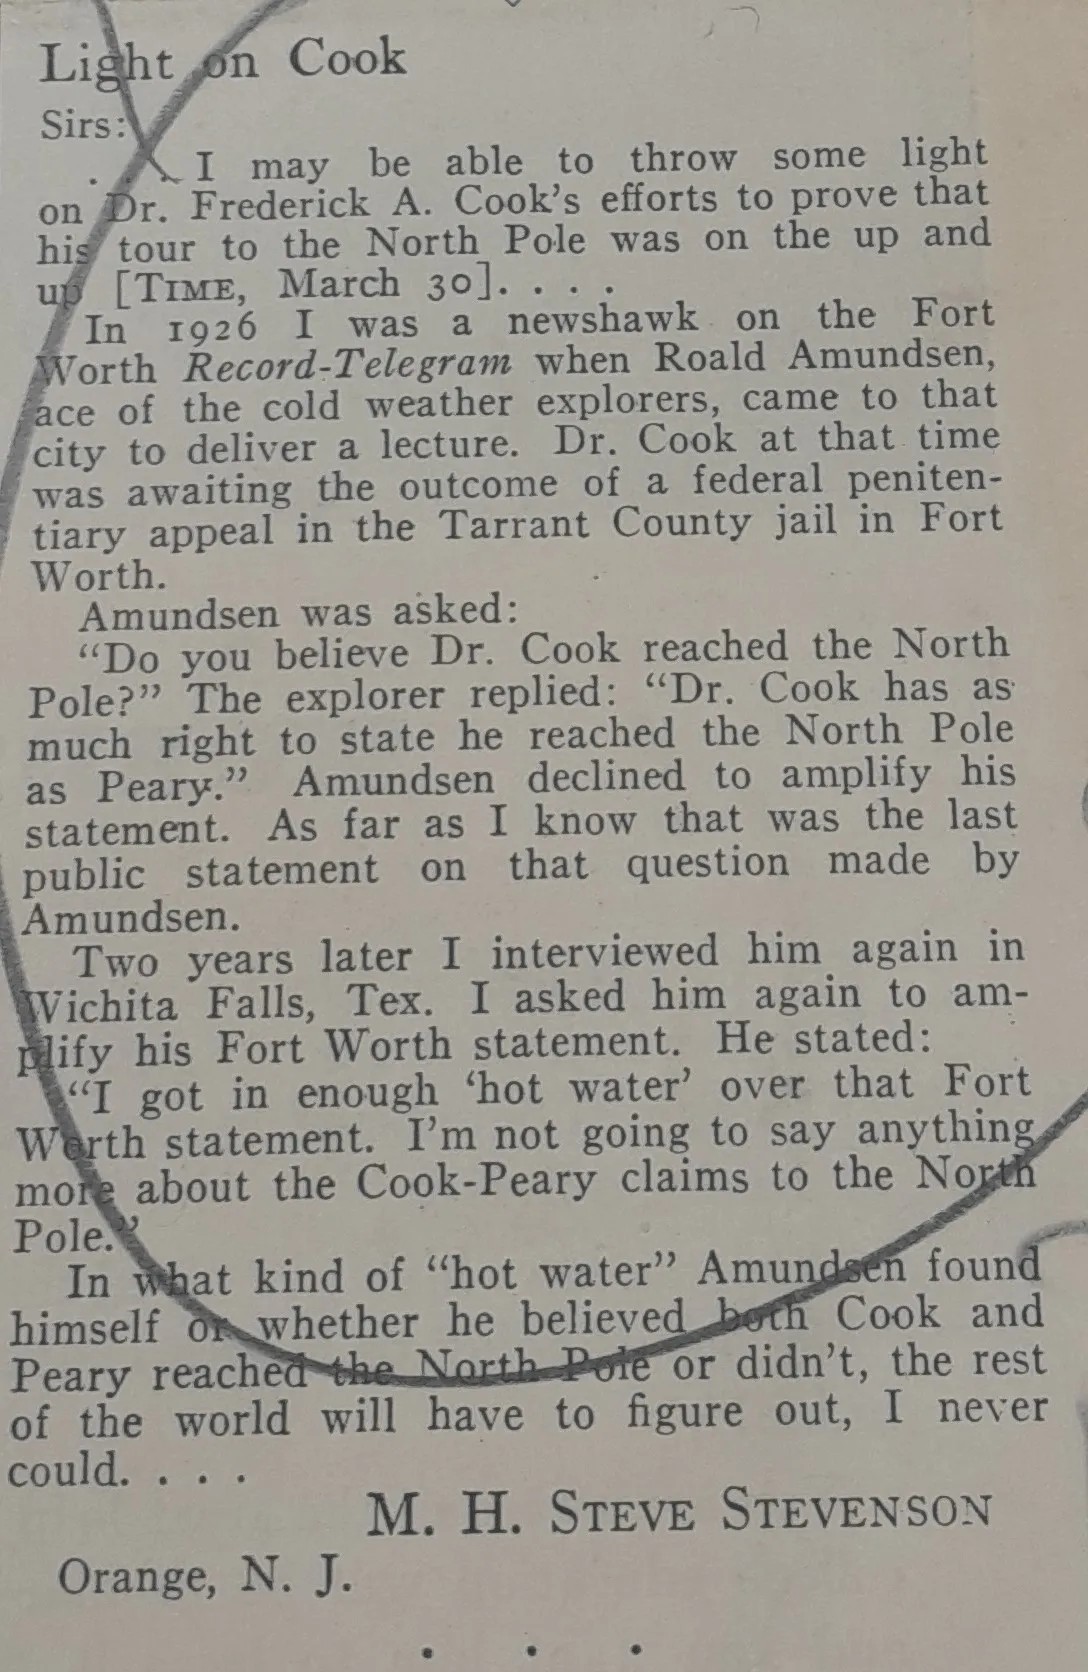 Light on Cook
Sirs:
. . . I may be able to throw some light
on Dr. Frederick A. Cook's efforts to prove that
his tour to the North Pole was on the up and
up [TIME, March 30]. . . .
In 1926 I was a newshawk on the Fort
Worth Record-Telegram when Roald Amundsen,
ace of the cold weather explorers, came to that
city to deliver a lecture. Dr. Cook at that time
was awaiting the outcome of a federal peniten-
tiary appeal in the Tarrant County jail in Fort
Worth.
Amundsen was asked:
“Do you believe Dr. Cook reached the North
Pole?” The explorer replied: “Dr. Cook has as
much right to state he reached the North Pole
as Peary.” Amundsen declined to amplify his
statement. As far as I know that was the last
public statement on that question made by
Amundsen.
Two years later I interviewed him again in
Wichita Falls, Tex. I asked him again to am-
plify his Fort Worth statement. He stated:
“I got in enough ‘hot water’ over that Fort
Worth statement. I'm not going to say anything
more about the Cook-Peary claims to the North
Pole.”
In what kind of “hot water” Amundsen found
himself or whether he believed both Cook and
Peary reached the North Pole or didn't, the rest
of the world will have to figure out, I never
could. . . .
M. H. STEVE STEVENSON
Orange, N. J.
. . .